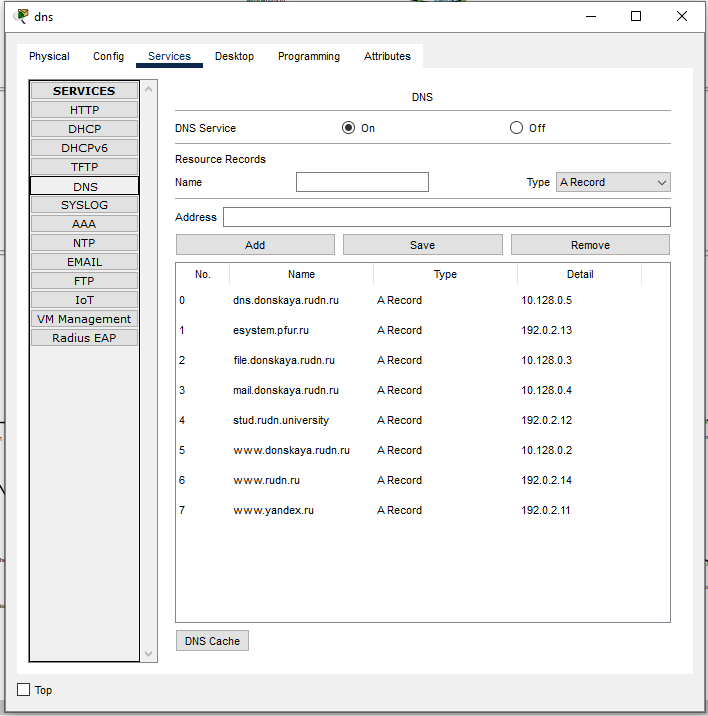 dns
Physical Config Services Desktop Programming Attributes
SERVICES
HTTP
DHCP
DHCPv6
TFTP
DNS
SYSLOG
AAA
NTP
EMAIL
FTP
IoT
VM Management
Radius EAP
DNS
DNS Service On Off
Resource Records
Name Type A Record
Address
Add Save Remove
No. Name Type Detail
0 dns.donskaya.rudn.ru A Record 10.128.0.5
1 esystem.pfur.ru A Record 192.0.2.13
2 file.donskaya.rudn.ru A Record 10.128.0.3
3 mail.donskaya.rudn.ru A Record 10.128.0.4
4 stud.rudn.university A Record 192.0.2.12
5 www.donskaya.rudn.ru A Record 10.128.0.2
6 www.rudn.ru A Record 192.0.2.14
7 www.yandex.ru A Record 192.0.2.11
DNS Cache
Top